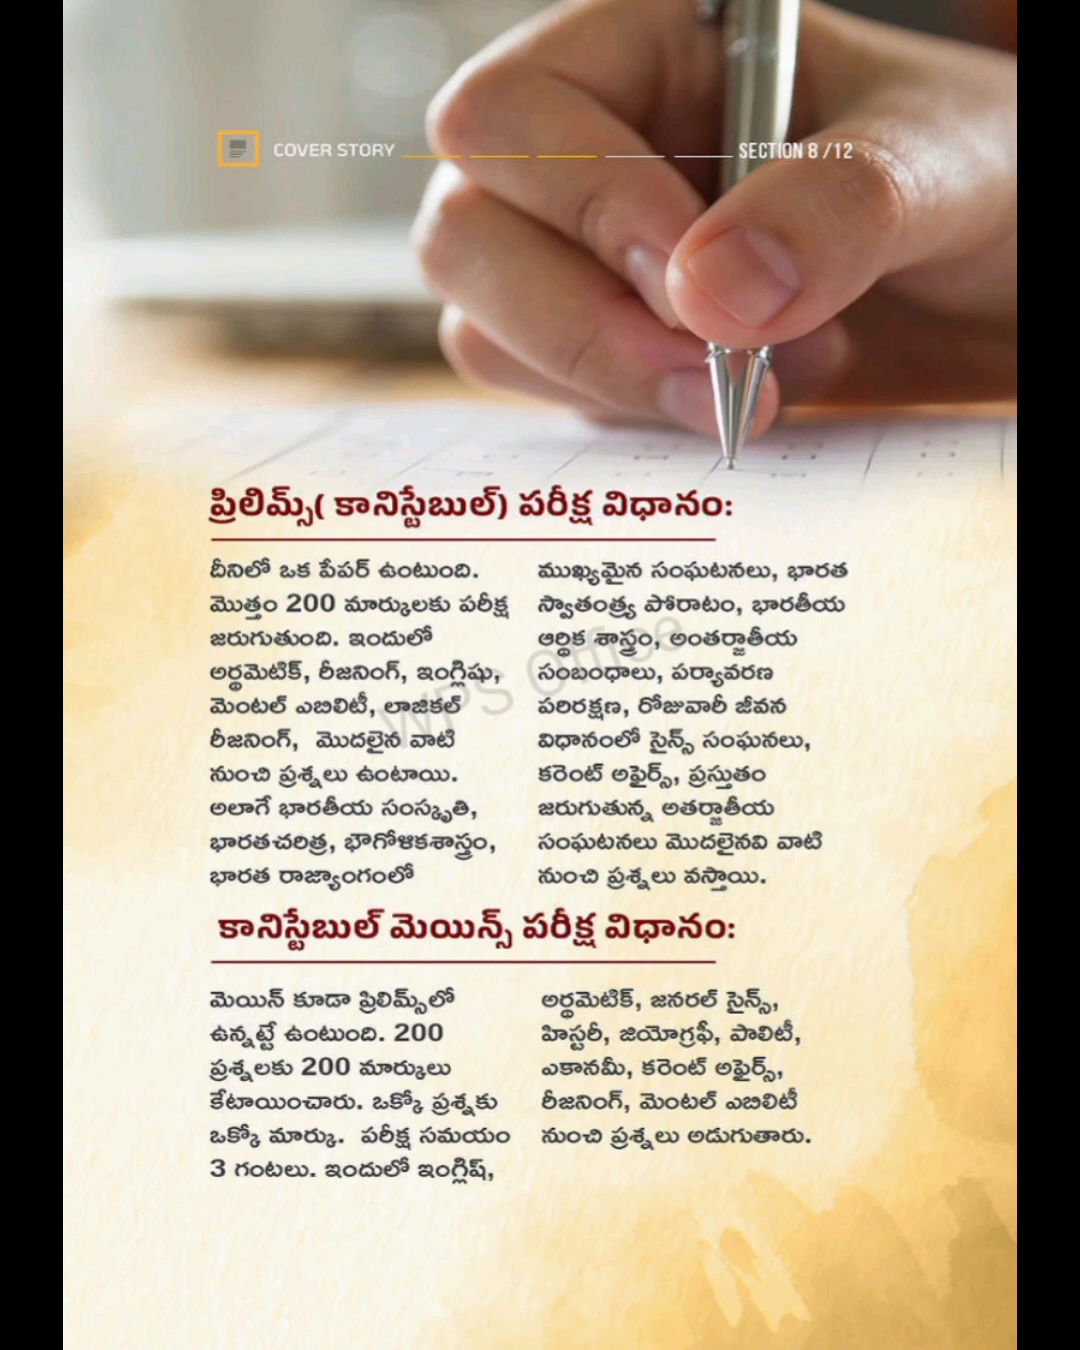 COVER STORY
SECTION 8 /12
ప్రిలిమ్స్( కానిస్టేబుల్) పరీక్ష విధానం:
దీనిలో ఒక పేపర్ ఉంటుంది.
మొత్తం 200 మార్కులకు పరీక్ష
జరుగుతుంది. ఇందులో
అర్థమెటిక్, రీజనింగ్, ఇంగ్లిషు,
మెంటల్ ఎబిలిటీ, లాజికల్
రీజనింగ్, మొదలైన వాటి
నుంచి ప్రశ్నలు ఉంటాయి.
అలాగే భారతీయ సంస్కృతి,
భారతచరిత్ర, భౌగోళికశాస్త్రం,
భారత రాజ్యాంగంలో
ముఖ్యమైన సంఘటనలు, భారత
స్వాతంత్ర్య పోరాటం, భారతీయ
ఆర్థిక శాస్త్రం, అంతర్జాతీయ
సంబంధాలు, పర్యావరణ
పరిరక్షణ, రోజువారీ జీవన
విధానంలో సైన్స్ సంఘనలు,
కరెంట్ అఫైర్స్, ప్రస్తుతం
జరుగుతున్న అతర్జాతీయ
సంఘటనలు మొదలైనవి వాటి
నుంచి ప్రశ్నలు వస్తాయి.
WPS Office
కానిస్టేబుల్ మెయిన్స్ పరీక్ష విధానం:
మెయిన్ కూడా ప్రిలిమ్స్‌లో
ఉన్నట్టే ఉంటుంది. 200
ప్రశ్నలకు 200 మార్కులు
కేటాయించారు. ఒక్కో ప్రశ్నకు
ఒక్కో మార్కు. పరీక్ష సమయం
3 గంటలు. ఇందులో ఇంగ్లిష్,
అర్థమెటిక్, జనరల్ సైన్స్,
హిస్టరీ, జియోగ్రఫీ, పాలిటీ,
ఎకానమీ, కరెంట్ అఫైర్స్,
రీజనింగ్, మెంటల్ ఎబిలిటీ
నుంచి ప్రశ్నలు అడుగుతారు.